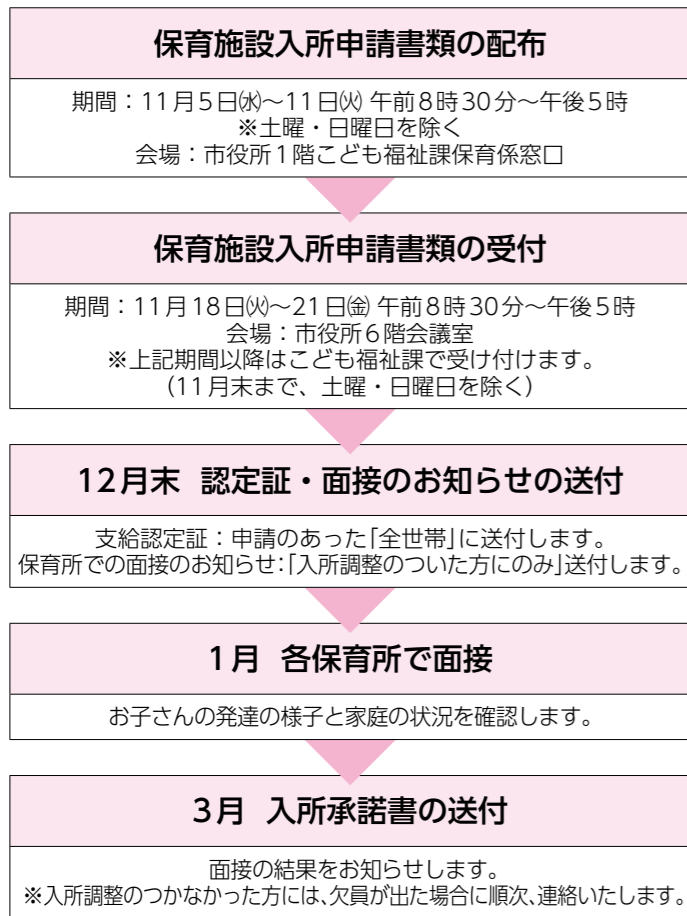 保育施設入所申請書類の配布
期間：11月5日㈬～11日㈫ 午前8時30分～午後5時
※土曜・日曜日を除く
会場：市役所1階こども福祉課保育係窓口
保育施設入所申請書類の受付
期間：11月18日㈫～21日㈮ 午前8時30分～午後5時
会場：市役所6階会議室
※上記期間以降はこども福祉課で受け付けます。
（11月末まで、土曜・日曜日を除く）
12月末 認定証・面接のお知らせの送付
支給認定証：申請のあった「全世帯」に送付します。
保育所での面接のお知らせ：「入所調整のついた方にのみ」送付します。
1月 各保育所で面接
お子さんの発達の様子と家庭の状況を確認します。
3月 入所承諾書の送付
面接の結果をお知らせします。
※入所調整のつかなかった方には、欠員が出た場合に順次、連絡いたします。